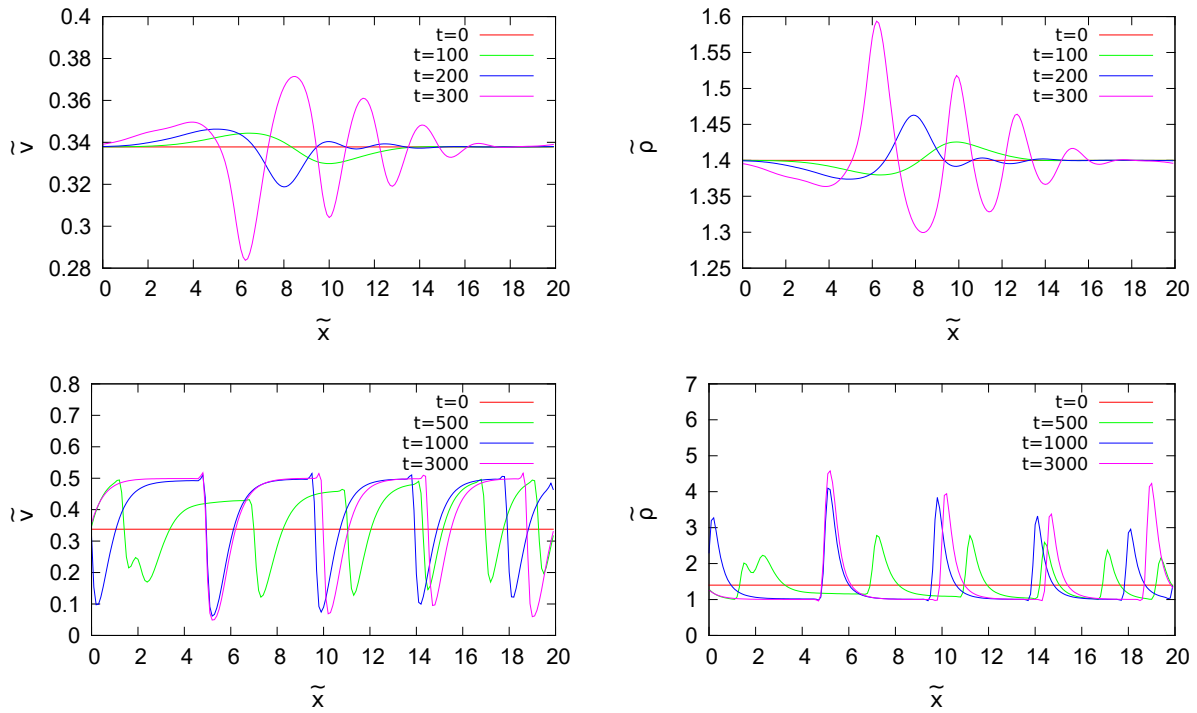 0.4
0.38
0.36
0.34
0.32
0.3
0.28
ṽ
t=0
t=100
t=200
t=300
0 2 4 6 8 10 12 14 16 18 20
x̃
1.6
1.55
1.5
1.45
1.4
1.35
1.3
1.25
ρ̃
t=0
t=100
t=200
t=300
0 2 4 6 8 10 12 14 16 18 20
x̃
0.8
0.7
0.6
0.5
0.4
0.3
0.2
0.1
0
ṽ
t=0
t=500
t=1000
t=3000
0 2 4 6 8 10 12 14 16 18 20
x̃
7
6
5
4
3
2
1
0
ρ̃
t=0
t=500
t=1000
t=3000
0 2 4 6 8 10 12 14 16 18 20
x̃